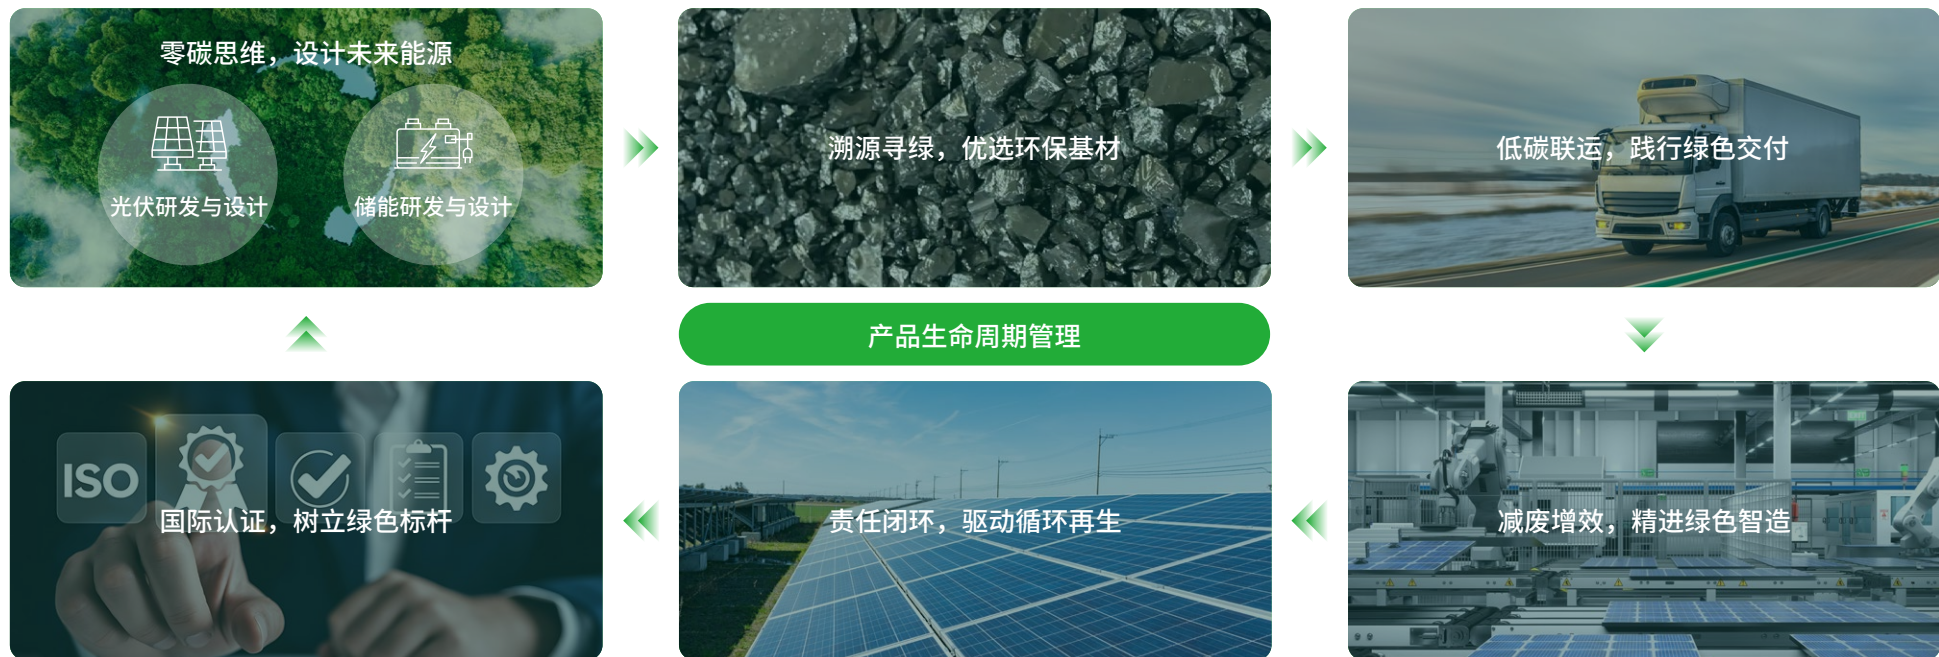 零碳思维，设计未来能源
光伏研发与设计
储能研发与设计
溯源寻绿，优选环保基材
低碳联运，践行绿色交付
产品生命周期管理
ISO
国际认证，树立绿色标杆
责任闭环，驱动循环再生
减废增效，精进绿色智造